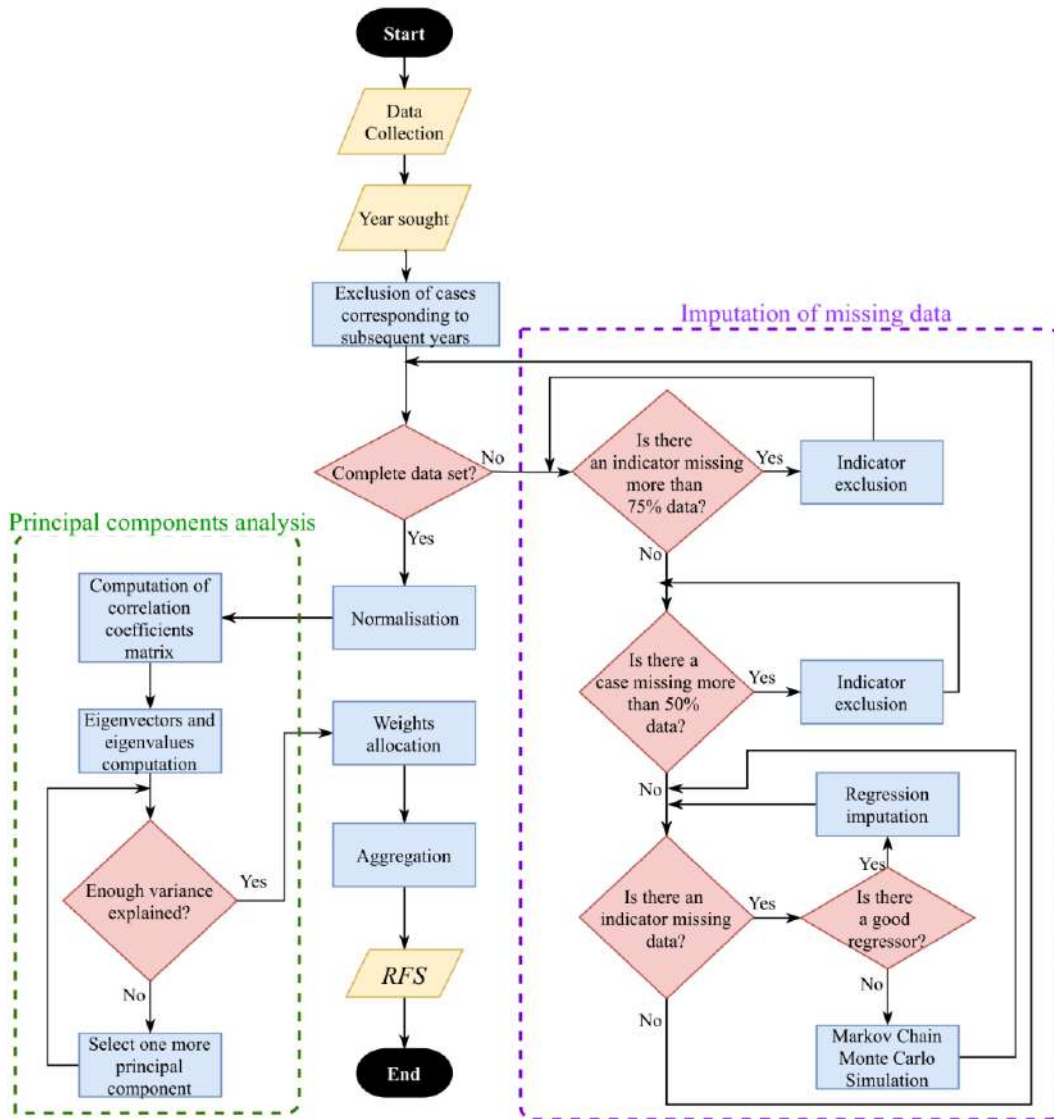 Start
Data
Collection
Year sought
Exclusion of cases
corresponding to
subsequent years
Imputation of missing data
Complete data set?
No
Is there
an indicator missing
more than
75% data?
Yes
Indicator
exclusion
Principal components analysis
Yes
No
Computation of
correlation
coefficients
matrix
Normalisation
Is there a
case missing more
than 50%
data?
Yes
Indicator
exclusion
Eigenvectors and
eigenvalues
computation
Weights
allocation
No
Regression
imputation
Enough variance
explained?
Yes
Aggregation
Yes
Is there an
indicator missing
data?
Yes
Is there
a good
regressor?
No
RFS
No
No
Select one more
principal
component
End
Markov Chain
Monte Carlo
Simulation